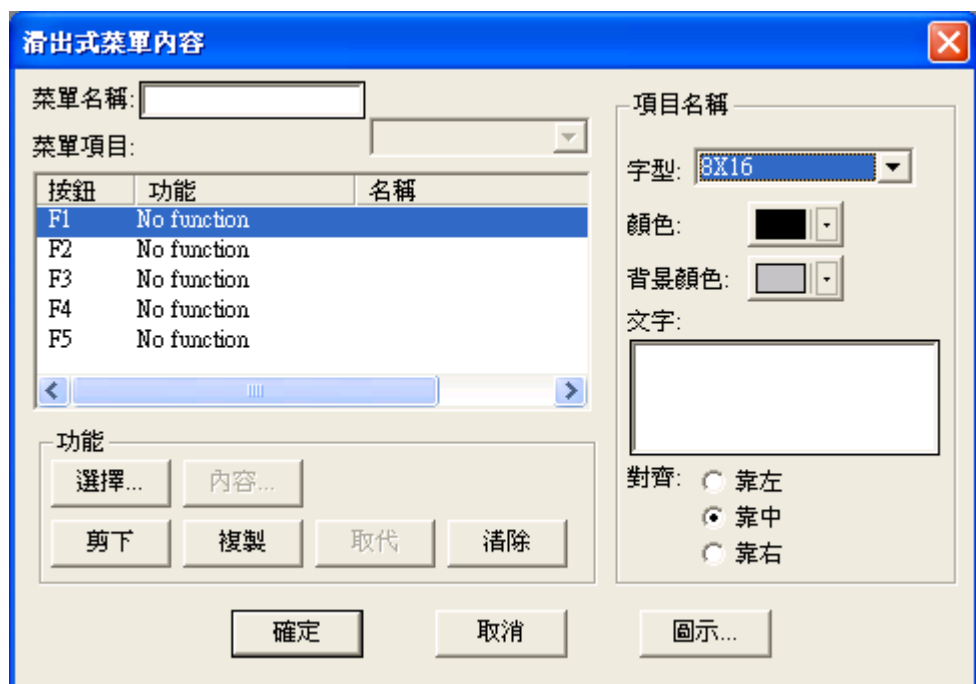 滑出式菜單內容
菜單名稱:
菜單項目:
按鈕 功能 名稱
F1 No function
F2 No function
F3 No function
F4 No function
F5 No function
功能
選擇... 內容...
剪下 複製 取代 清除
項目名稱
字型: 8X16
顏色:
背景顏色:
文字:
對齊: 靠左
靠中
靠右
確定 取消 圖示...